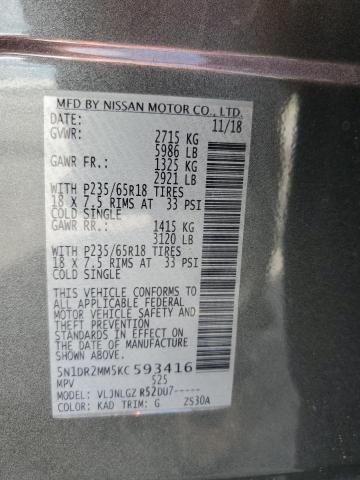 MFD BY NISSAN MOTOR CO., LTD.
DATE: 11/18
GVWR: 2715 KG
5986 LB
GAWR FR.: 1325 KG
2921 LB
WITH P235/65R18 TIRES
18 X 7.5 RIMS AT 33 PSI
COLD SINGLE
GAWR RR.: 1415 KG
3120 LB
WITH P235/65R18 TIRES
18 X 7.5 RIMS AT 33 PSI
COLD SINGLE
THIS VEHICLE CONFORMS TO
ALL APPLICABLE FEDERAL
MOTOR VEHICLE SAFETY AND
THEFT PREVENTION
STANDARDS IN EFFECT ON
THE DATE OF MANUFACTURE
SHOWN ABOVE.
5N1DR2MM5KC593416
MPV S25
MODEL: VLJNLGZ R52DU7-----
COLOR: KAD TRIM: G ZS30A